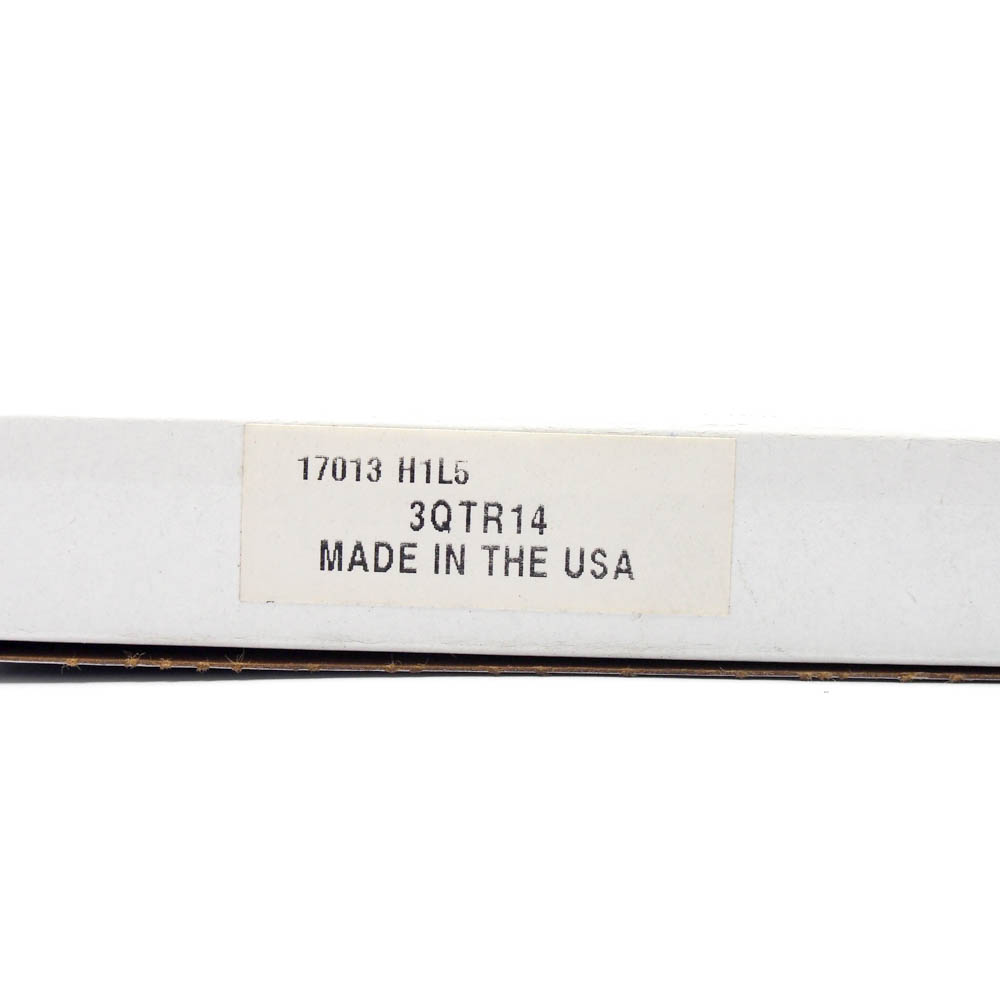 17013 H1L5
3QTR14
MADE IN THE USA